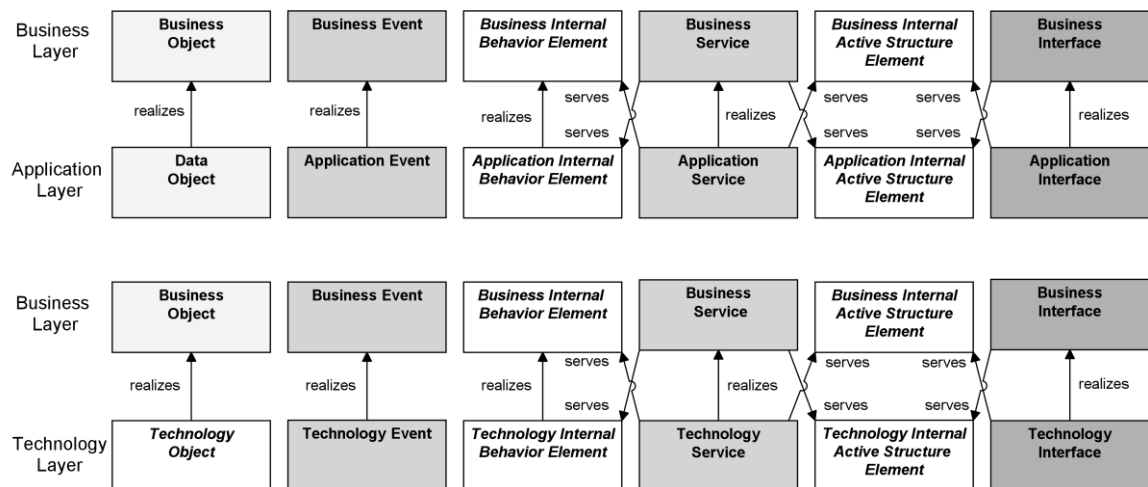 Business
Layer
Business
Object
Business Event
Business Internal
Behavior Element
Business
Service
Business Internal
Active Structure
Element
Business
Interface
realizes
realizes
realizes
serves
serves
realizes
serves
serves
serves
serves
realizes
Application
Layer
Data
Object
Application Event
Application Internal
Behavior Element
Application
Service
Application Internal
Active Structure
Element
Application
Interface
Business
Layer
Business
Object
Business Event
Business Internal
Behavior Element
Business
Service
Business Internal
Active Structure
Element
Business
Interface
realizes
realizes
realizes
serves
serves
realizes
serves
serves
serves
serves
realizes
Technology
Layer
Technology
Object
Technology Event
Technology Internal
Behavior Element
Technology
Service
Technology Internal
Active Structure
Element
Technology
Interface